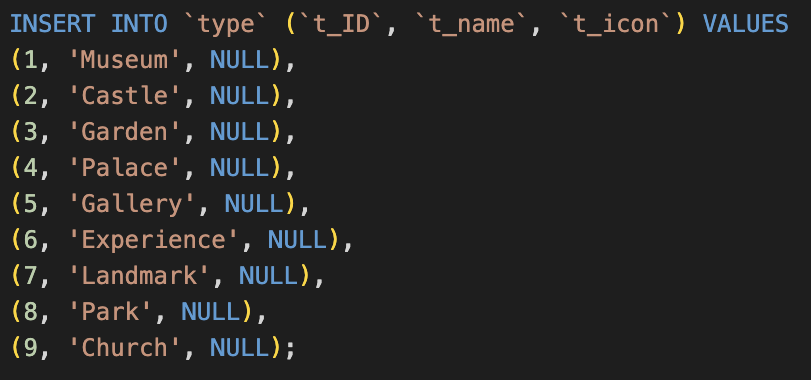 INSERT INTO `type` (`t_ID`, `t_name`, `t_icon`) VALUES
(1, 'Museum', NULL),
(2, 'Castle', NULL),
(3, 'Garden', NULL),
(4, 'Palace', NULL),
(5, 'Gallery', NULL),
(6, 'Experience', NULL),
(7, 'Landmark', NULL),
(8, 'Park', NULL),
(9, 'Church', NULL);